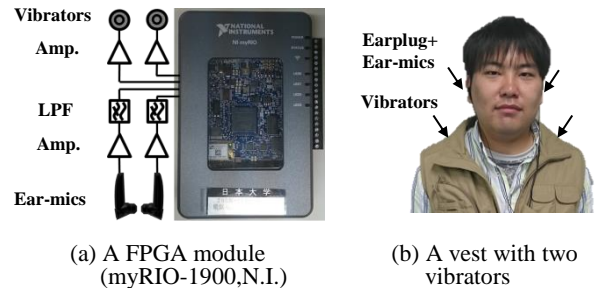 Vibrators
Amp.
LPF
Amp.
Ear-mics
NATIONAL
INSTRUMENTS
NI myRIO
日本大学
Earplug+
Ear-mics
Vibrators
(a) A FPGA module
(myRIO-1900,N.I.)
(b) A vest with two
vibrators